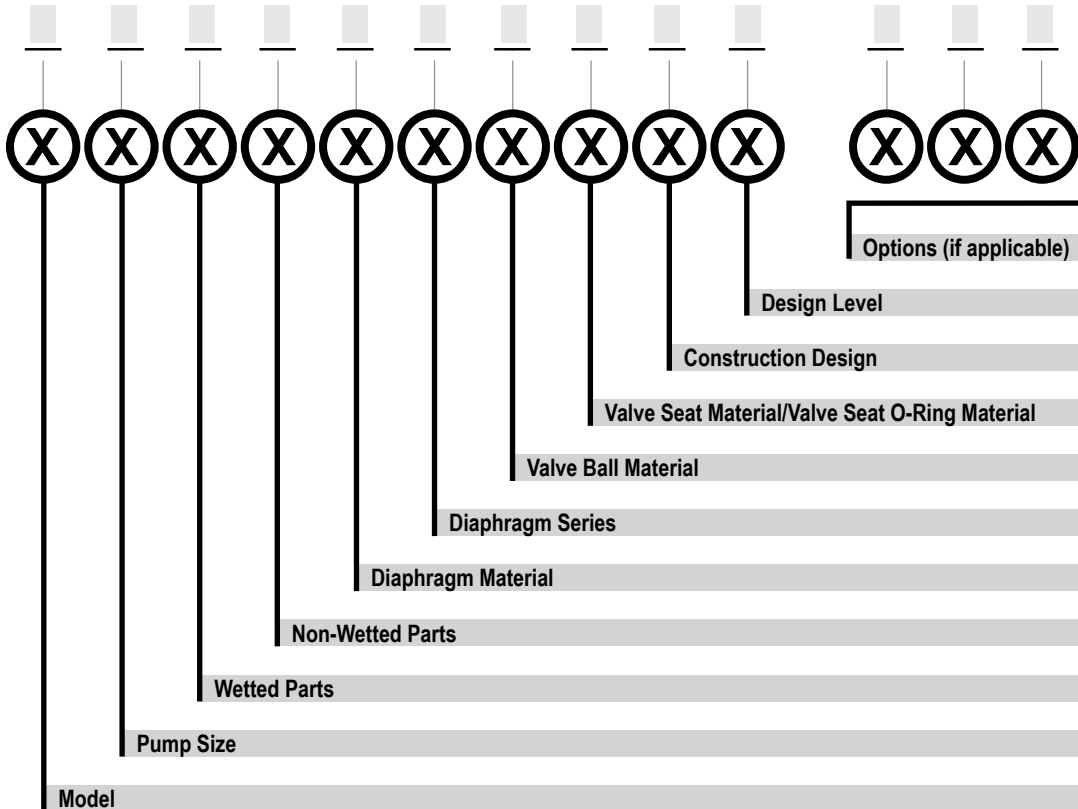 X X X X X X X X X X X X X
Options (if applicable)
Design Level
Construction Design
Valve Seat Material/Valve Seat O-Ring Material
Valve Ball Material
Diaphragm Series
Diaphragm Material
Non-Wetted Parts
Wetted Parts
Pump Size
Model